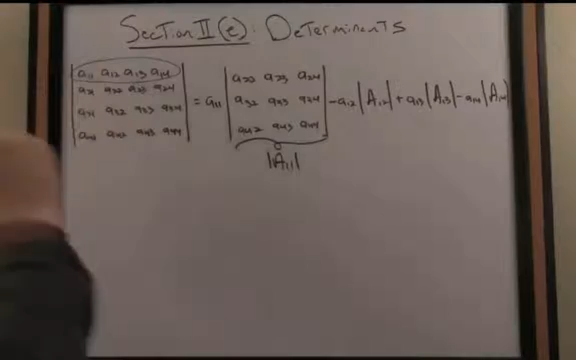 Section II(e): Determinants
a11 a12 a13 a14
a21 a22 a23 a24
a31 a32 a33 a34
a41 a42 a43 a44
= a11
a22 a23 a24
a32 a33 a34
a42 a43 a44
- a12 |A12| + a13 |A13| - a14 |A14|
|A11|